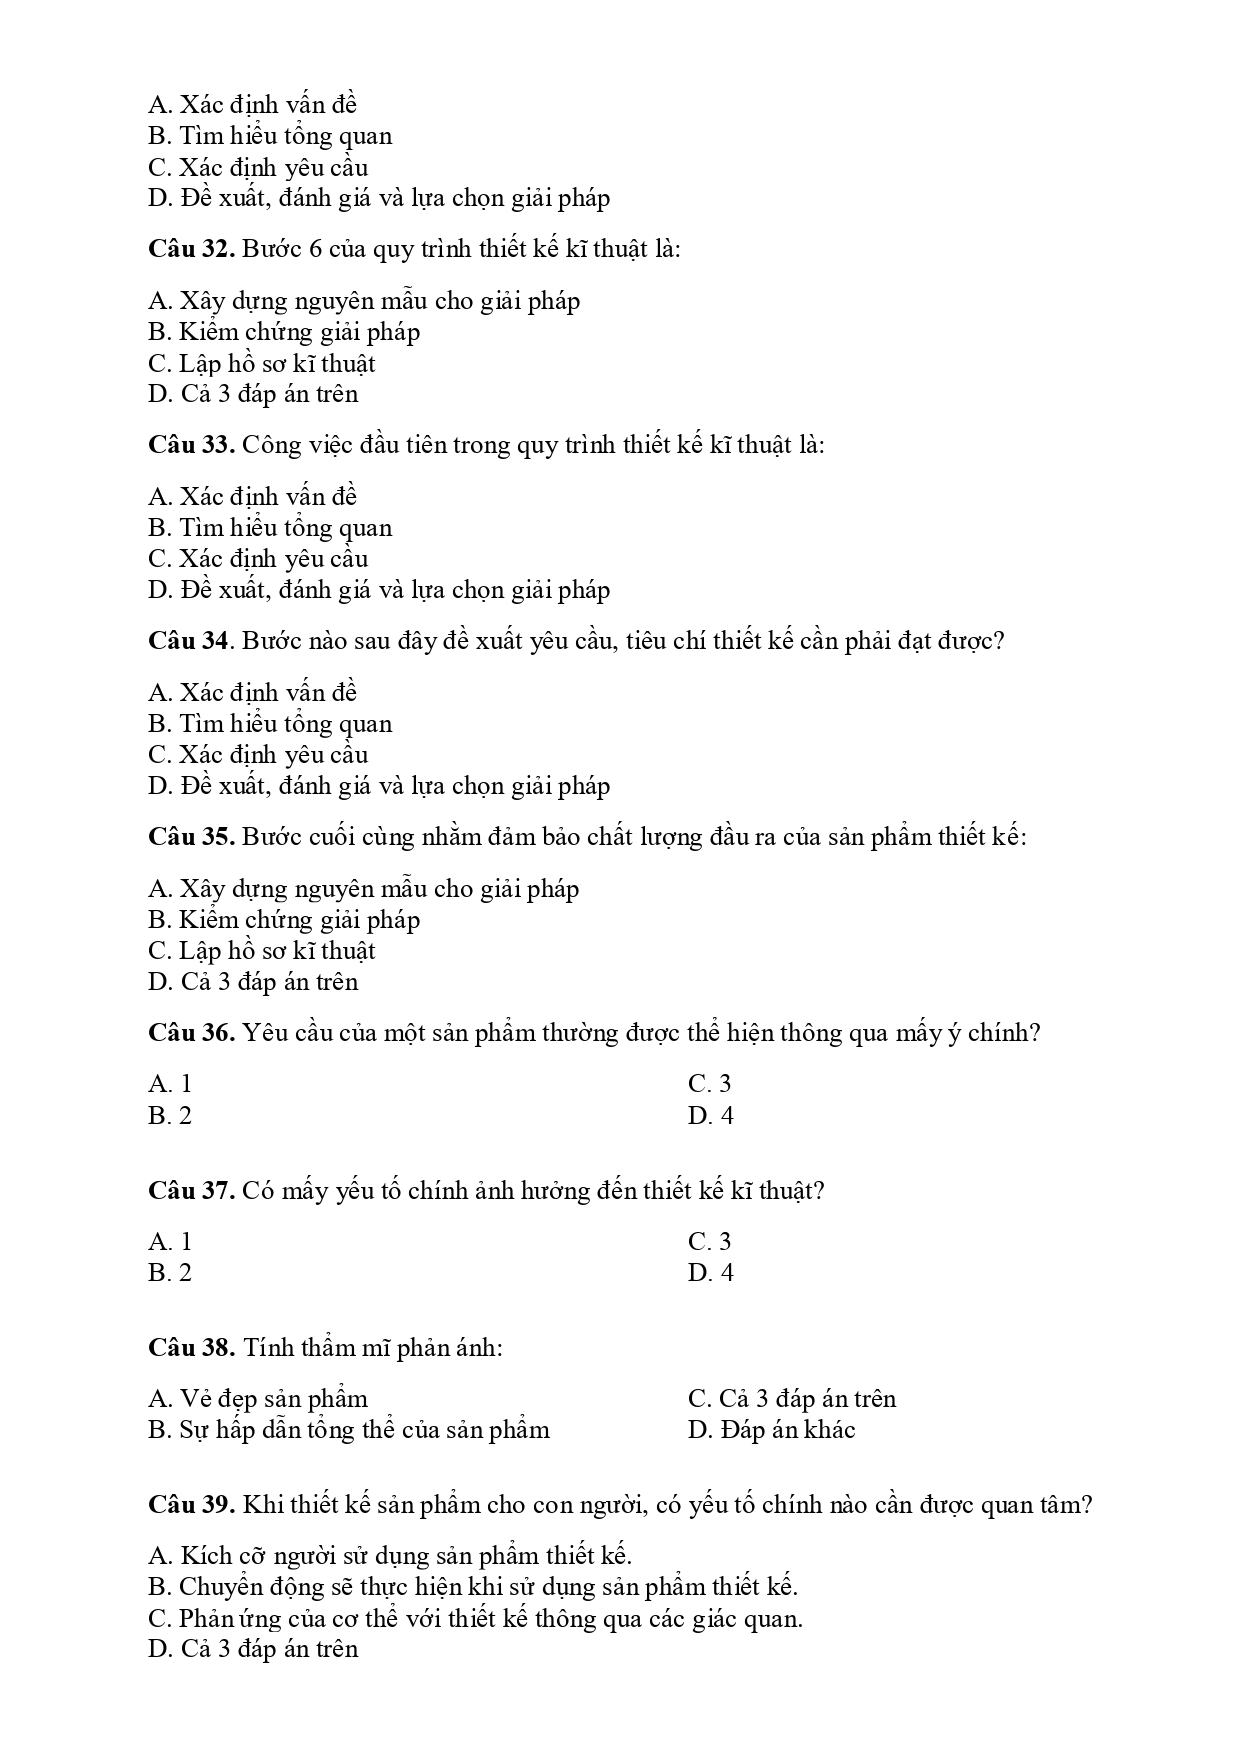 A. Xác định vấn đề
B. Tìm hiểu tổng quan
C. Xác định yêu cầu
D. Đề xuất, đánh giá và lựa chọn giải pháp
Câu 32. Bước 6 của quy trình thiết kế kĩ thuật là:
A. Xây dựng nguyên mẫu cho giải pháp
B. Kiểm chứng giải pháp
C. Lập hồ sơ kĩ thuật
D. Cả 3 đáp án trên
Câu 33. Công việc đầu tiên trong quy trình thiết kế kĩ thuật là:
A. Xác định vấn đề
B. Tìm hiểu tổng quan
C. Xác định yêu cầu
D. Đề xuất, đánh giá và lựa chọn giải pháp
Câu 34. Bước nào sau đây đề xuất yêu cầu, tiêu chí thiết kế cần phải đạt được?
A. Xác định vấn đề
B. Tìm hiểu tổng quan
C. Xác định yêu cầu
D. Đề xuất, đánh giá và lựa chọn giải pháp
Câu 35. Bước cuối cùng nhằm đảm bảo chất lượng đầu ra của sản phẩm thiết kế:
A. Xây dựng nguyên mẫu cho giải pháp
B. Kiểm chứng giải pháp
C. Lập hồ sơ kĩ thuật
D. Cả 3 đáp án trên
Câu 36. Yêu cầu của một sản phẩm thường được thể hiện thông qua mấy ý chính?
A. 1
B. 2
C. 3
D. 4
Câu 37. Có mấy yếu tố chính ảnh hưởng đến thiết kế kĩ thuật?
A. 1
B. 2
C. 3
D. 4
Câu 38. Tính thẩm mĩ phản ánh:
A. Vẻ đẹp sản phẩm
B. Sự hấp dẫn tổng thể của sản phẩm
C. Cả 3 đáp án trên
D. Đáp án khác
Câu 39. Khi thiết kế sản phẩm cho con người, có yếu tố chính nào cần được quan tâm?
A. Kích cỡ người sử dụng sản phẩm thiết kế.
B. Chuyển động sẽ thực hiện khi sử dụng sản phẩm thiết kế.
C. Phản ứng của cơ thể với thiết kế thông qua các giác quan.
D. Cả 3 đáp án trên